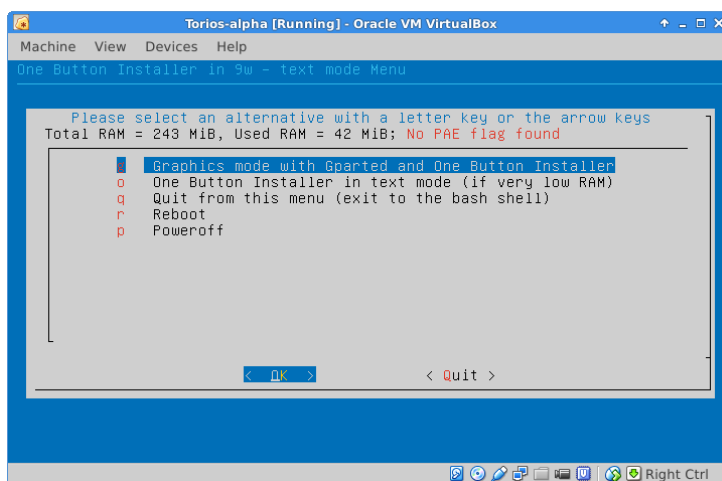 Torios-alpha [Running] - Oracle VM VirtualBox
Machine View Devices Help
One Button Installer in 9w - text mode Menu
Please select an alternative with a letter key or the arrow keys
Total RAM = 243 MiB, Used RAM = 42 MiB; No PAE flag found
Graphics mode with Gparted and One Button Installer
o One Button Installer in text mode (if very low RAM)
q Quit from this menu (exit to the bash shell)
r Reboot
p Poweroff
< OK > < Quit >
Right Ctrl